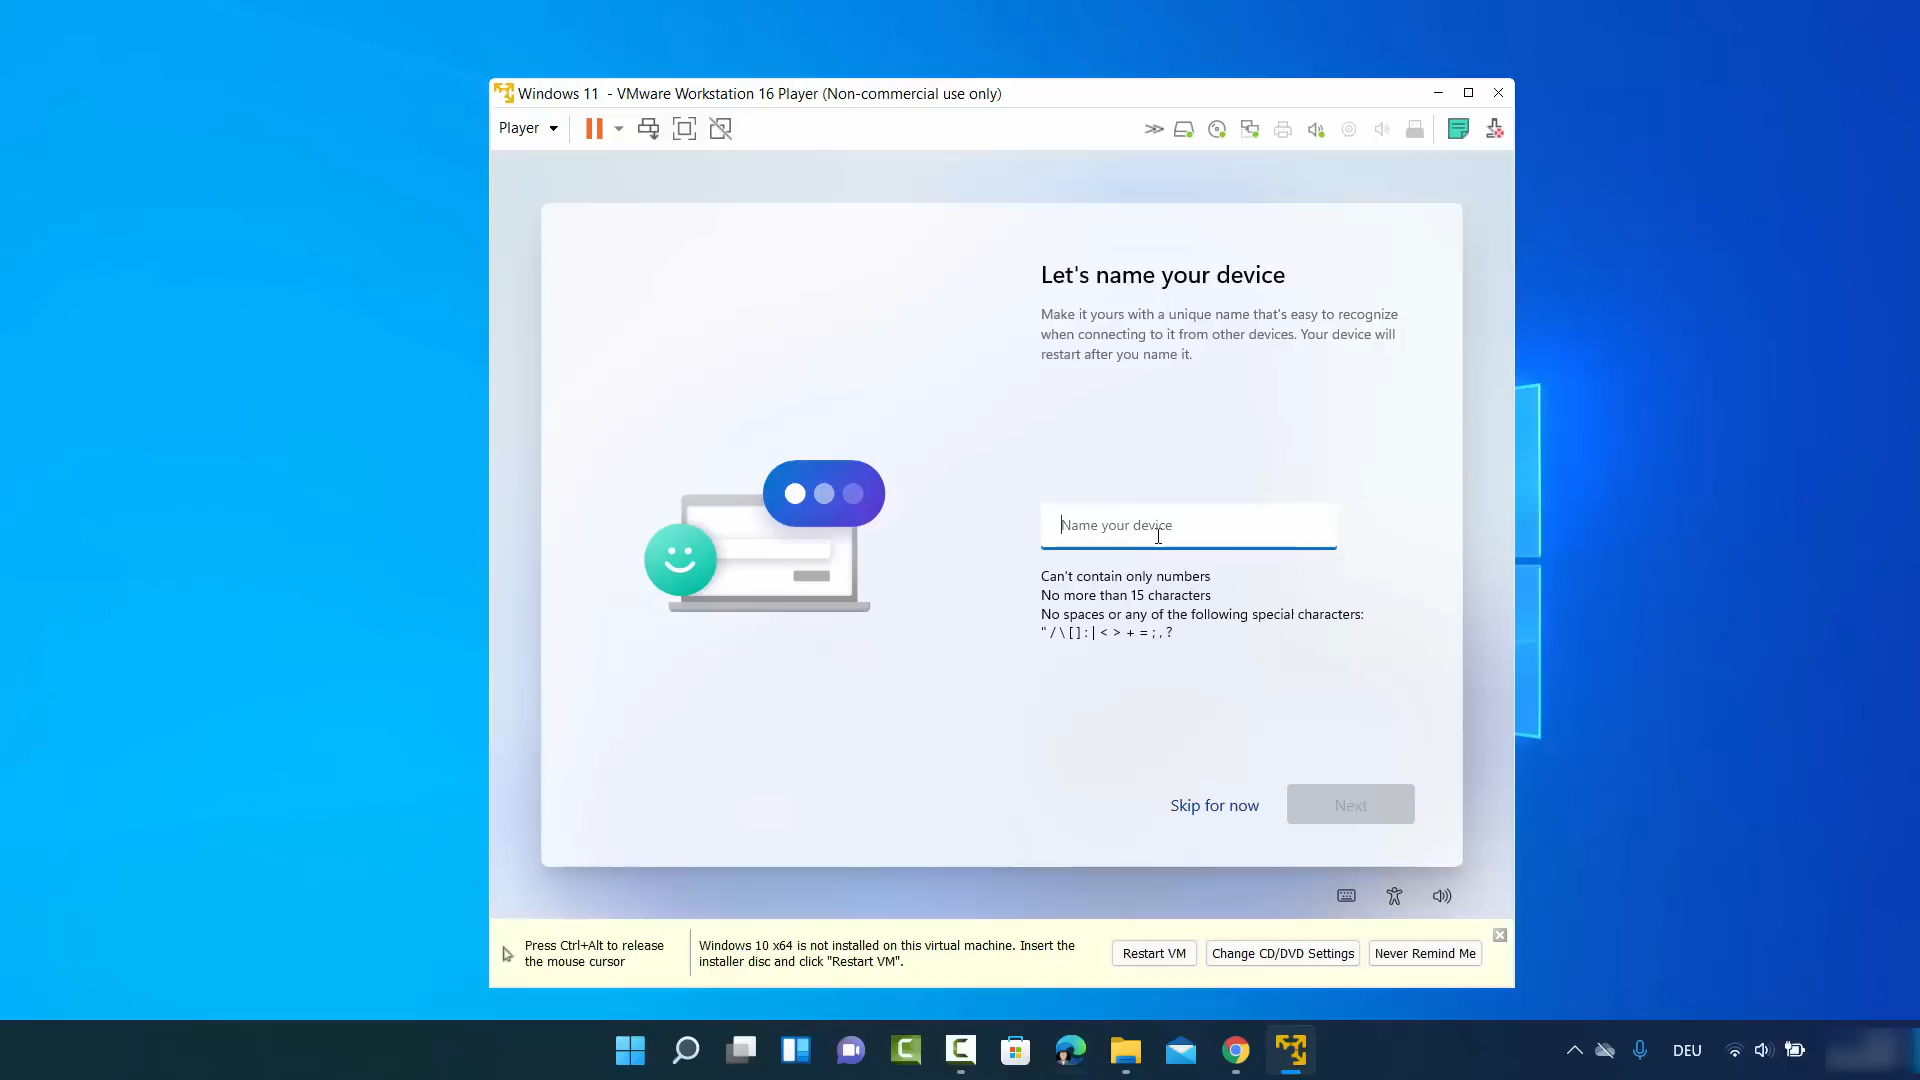 Windows 11 - VMware Workstation 16 Player (Non-commercial use only)
Player
Let's name your device
Make it yours with a unique name that's easy to recognize
when connecting to it from other devices. Your device will
restart after you name it.
Name your device
Can't contain only numbers
No more than 15 characters
No spaces or any of the following special characters:
" / \ [ ] : | < > + = ; , ?
Skip for now
Next
Press Ctrl+Alt to release
the mouse cursor
Windows 10 x64 is not installed on this virtual machine. Insert the
installer disc and click "Restart VM".
Restart VM
Change CD/DVD Settings
Never Remind Me
DEU